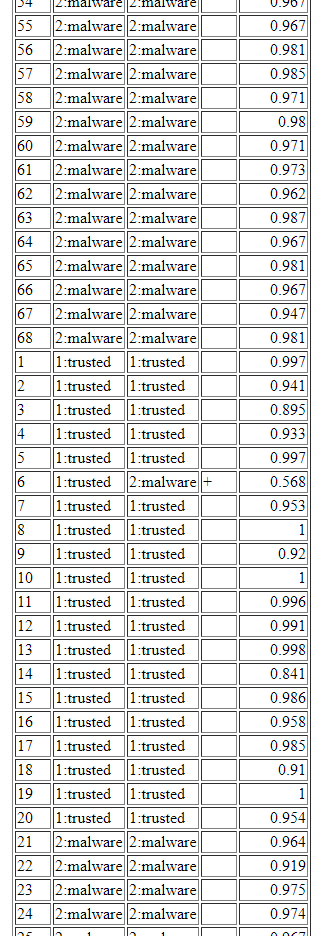 54 2:malware 2:malware 0.967
55 2:malware 2:malware 0.967
56 2:malware 2:malware 0.981
57 2:malware 2:malware 0.985
58 2:malware 2:malware 0.971
59 2:malware 2:malware 0.98
60 2:malware 2:malware 0.971
61 2:malware 2:malware 0.973
62 2:malware 2:malware 0.962
63 2:malware 2:malware 0.987
64 2:malware 2:malware 0.967
65 2:malware 2:malware 0.981
66 2:malware 2:malware 0.967
67 2:malware 2:malware 0.947
68 2:malware 2:malware 0.981
1 1:trusted 1:trusted 0.997
2 1:trusted 1:trusted 0.941
3 1:trusted 1:trusted 0.895
4 1:trusted 1:trusted 0.933
5 1:trusted 1:trusted 0.997
6 1:trusted 2:malware + 0.568
7 1:trusted 1:trusted 0.953
8 1:trusted 1:trusted 1
9 1:trusted 1:trusted 0.92
10 1:trusted 1:trusted 1
11 1:trusted 1:trusted 0.996
12 1:trusted 1:trusted 0.991
13 1:trusted 1:trusted 0.998
14 1:trusted 1:trusted 0.841
15 1:trusted 1:trusted 0.986
16 1:trusted 1:trusted 0.958
17 1:trusted 1:trusted 0.985
18 1:trusted 1:trusted 0.91
19 1:trusted 1:trusted 1
20 1:trusted 1:trusted 0.954
21 2:malware 2:malware 0.964
22 2:malware 2:malware 0.919
23 2:malware 2:malware 0.975
24 2:malware 2:malware 0.974